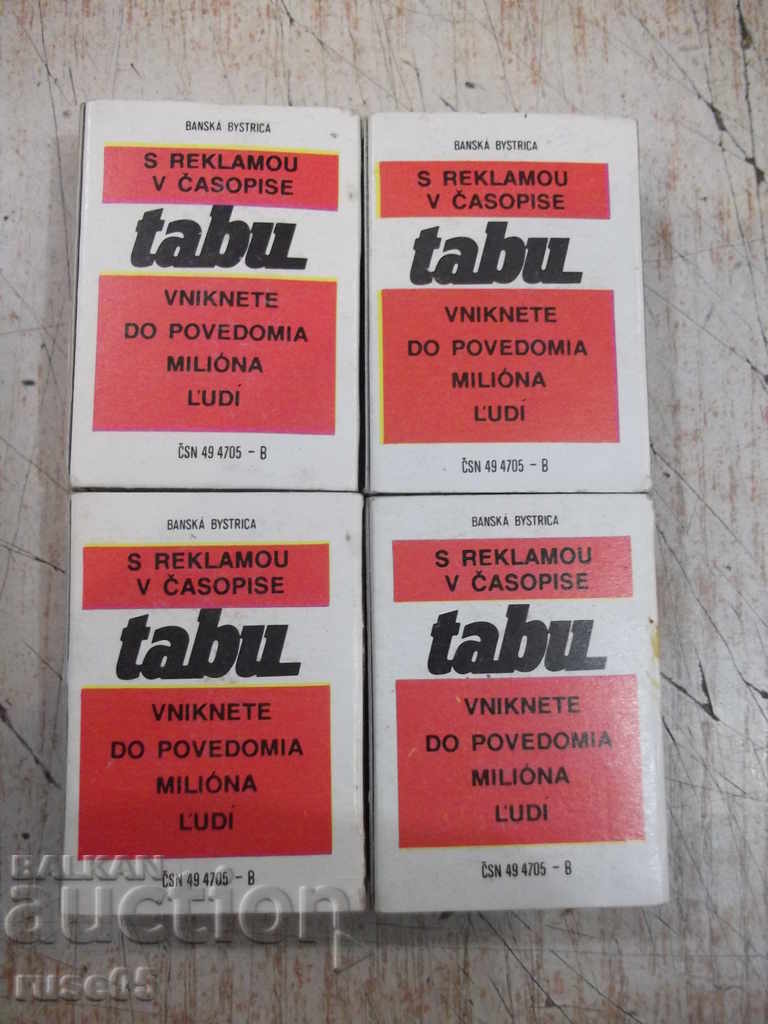 BANSKÁ BYSTRICA
S REKLAMOU
V ČASOPISE
tabu
VNIKNETE
DO POVEDOMIA
MILIÓNA
ĽUDÍ
ČSN 49 4705 – B
BANSKÁ BYSTRICA
S REKLAMOU
V ČASOPISE
tabu
VNIKNETE
DO POVEDOMIA
MILIÓNA
ĽUDÍ
ČSN 49 4705 – B
BANSKÁ BYSTRICA
S REKLAMOU
V ČASOPISE
tabu
VNIKNETE
DO POVEDOMIA
MILIÓNA
ĽUDÍ
ČSN 49 4705 – B
BANSKÁ BYSTRICA
S REKLAMOU
V ČASOPISE
tabu
VNIKNETE
DO POVEDOMIA
MILIÓNA
ĽUDÍ
ČSN 49 4705 – B
BALKAN
auction
ruse95